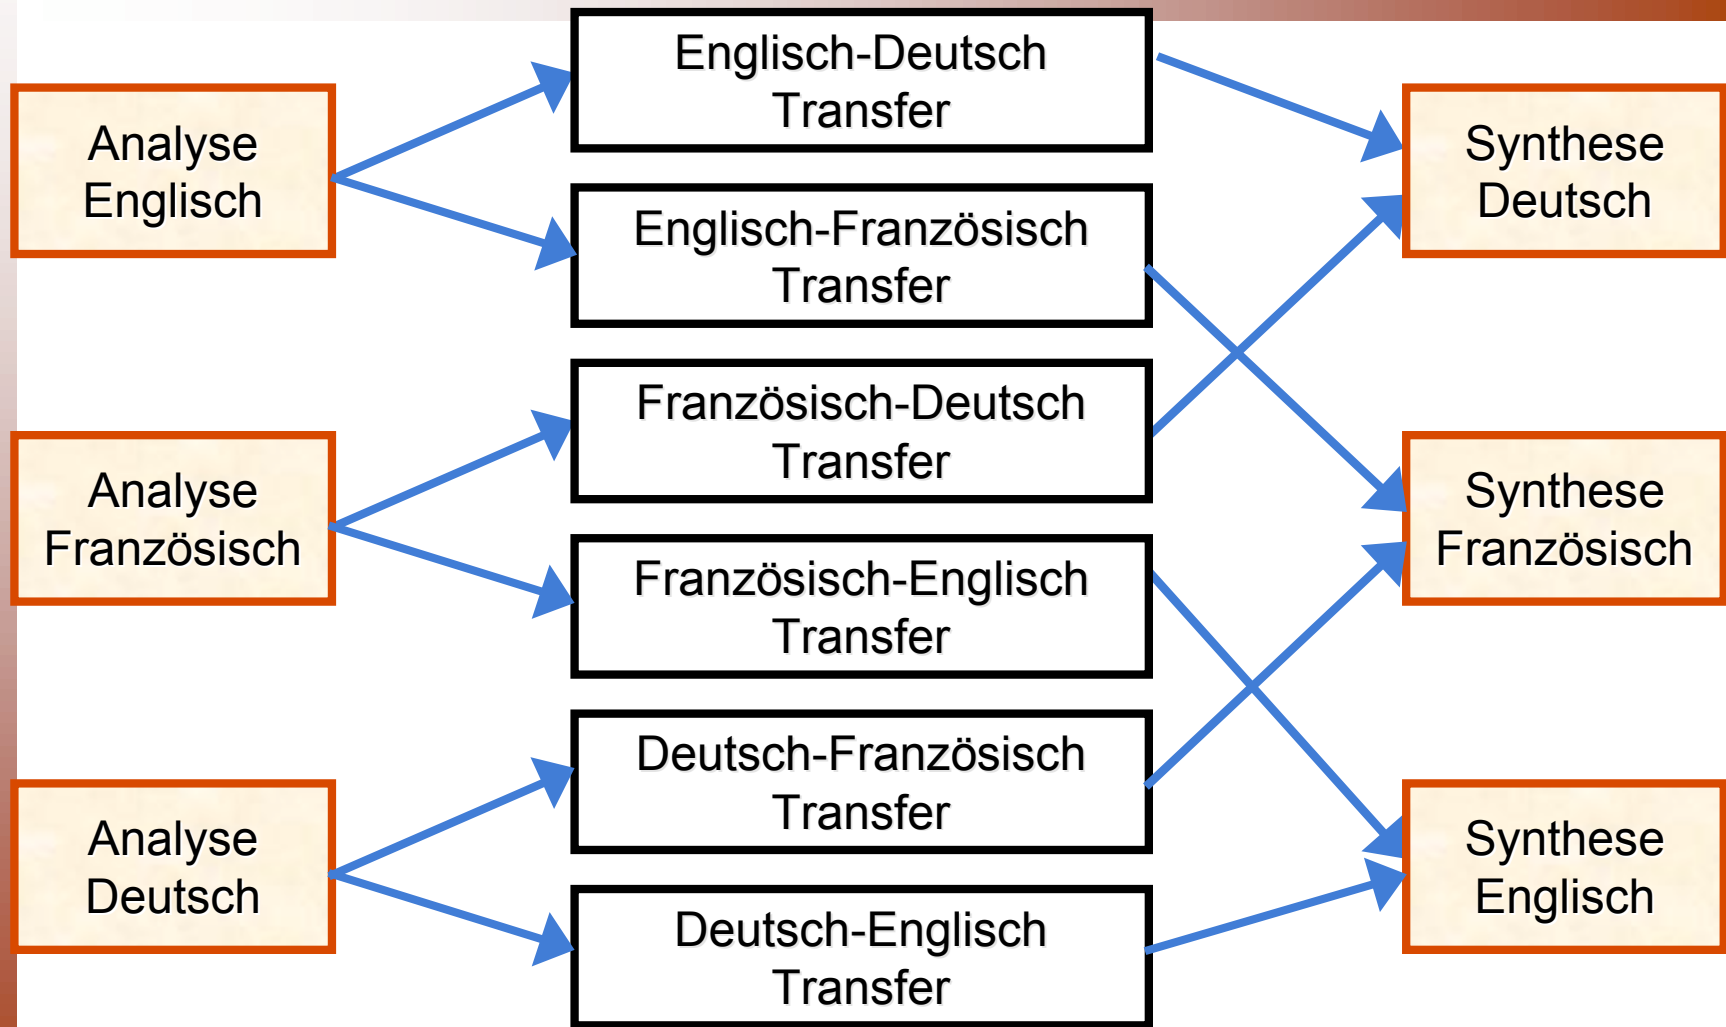 Analyse
Englisch
Analyse
Französisch
Analyse
Deutsch
Englisch-Deutsch
Transfer
Englisch-Französisch
Transfer
Französisch-Deutsch
Transfer
Französisch-Englisch
Transfer
Deutsch-Französisch
Transfer
Deutsch-Englisch
Transfer
Synthese
Deutsch
Synthese
Französisch
Synthese
Englisch